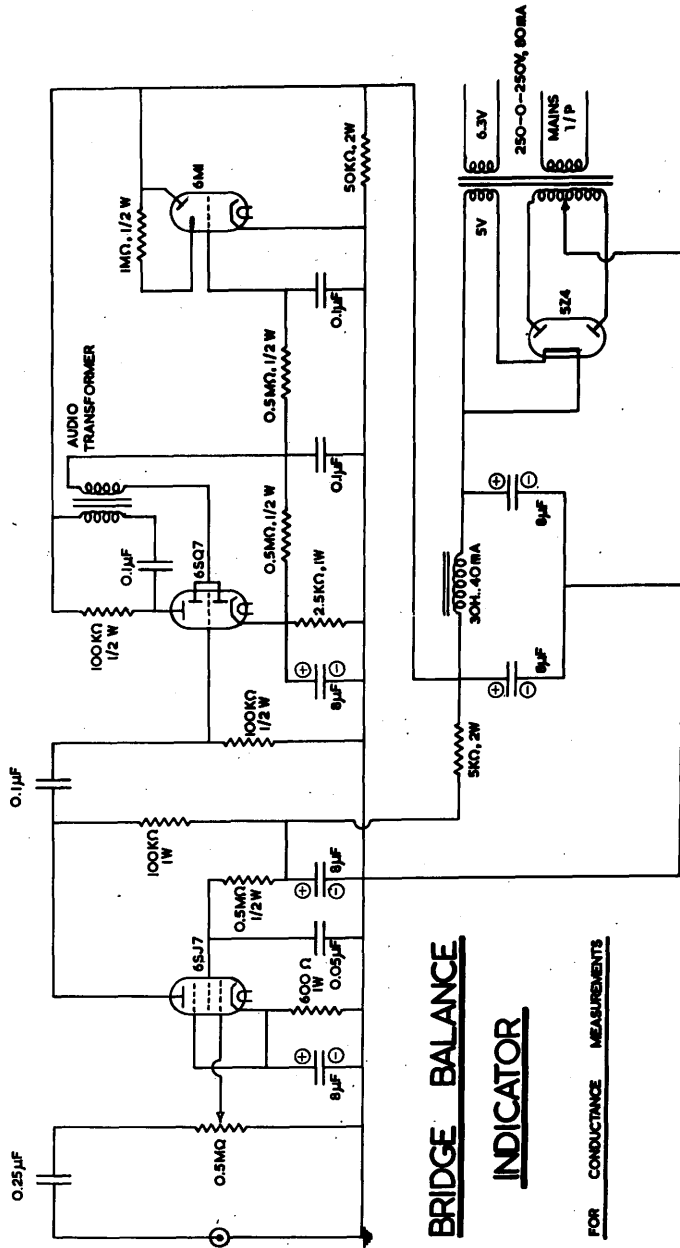 0.25µF
0.5MΩ
6SJ7
8µF
600 Ω
1W
0.05µF
0.5MΩ
1/2 W
8µF
100KΩ
1W
0.1µF
100KΩ
1/2 W
8µF
6SQ7
100KΩ
1/2 W
0.1µF
AUDIO
TRANSFORMER
2.5KΩ, 1W
0.5MΩ, 1/2 W
0.1µF
0.5MΩ, 1/2 W
0.1µF
1MΩ, 1/2 W
6M1
50KΩ, 2W
5KΩ, 2W
30H., 40mA
8µF
8µF
5Z4
5V
6.3V
250-0-250V, 80mA
MAINS
I/P
BRIDGE BALANCE
INDICATOR
FOR CONDUCTANCE MEASUREMENTS